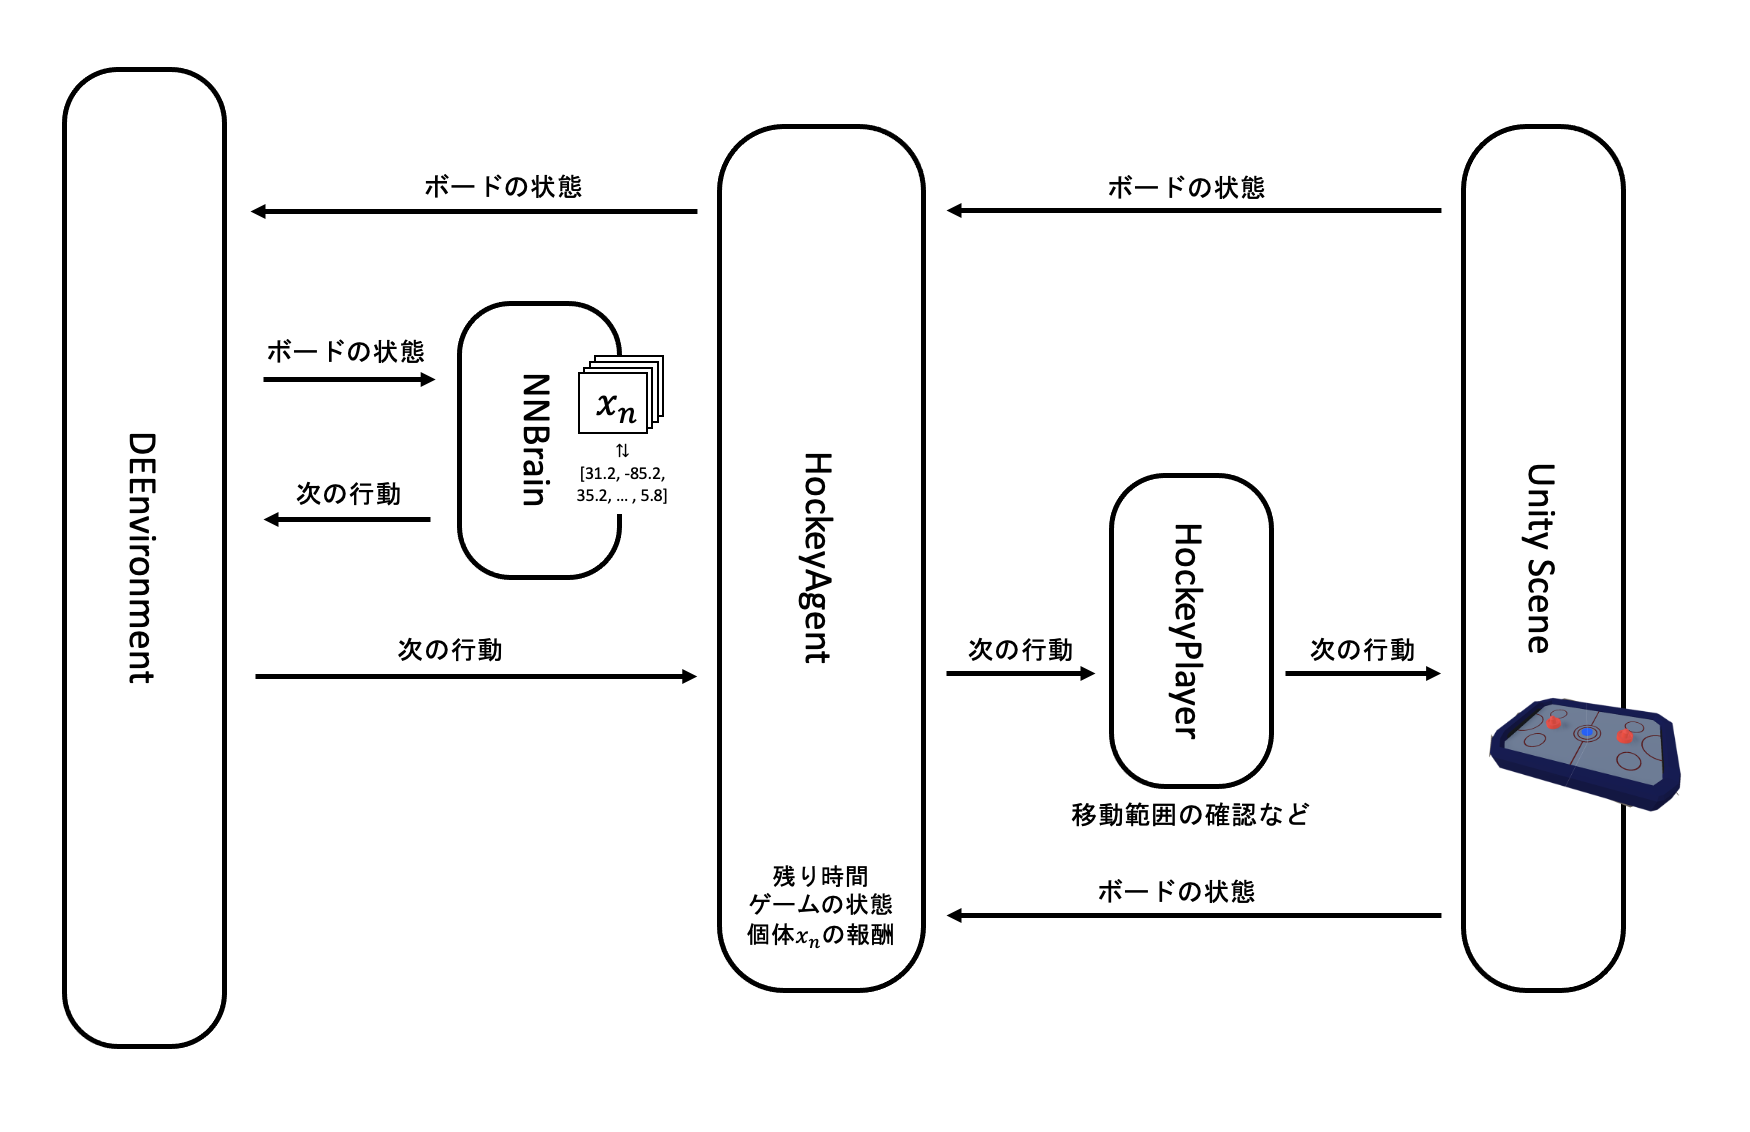 DEEnvironment
ボードの状態
ボードの状態
NNBrain
xn
⇅
[31.2, -85.2,
35.2, ... , 5.8]
次の行動
次の行動
HockeyAgent
残り時間
ゲームの状態
個体xnの報酬
ボードの状態
次の行動
HockeyPlayer
移動範囲の確認など
次の行動
ボードの状態
Unity Scene